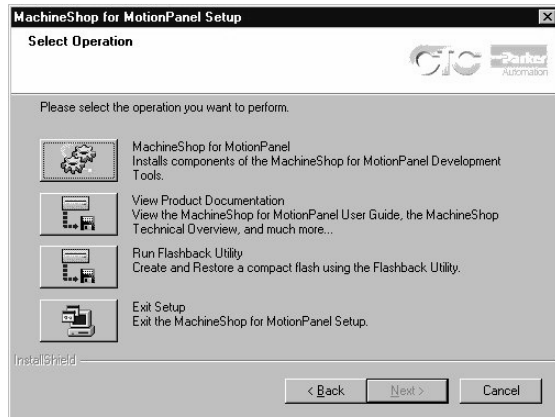 MachineShop for MotionPanel Setup
Select Operation
CTC Parker
Automation
Please select the operation you want to perform.
MachineShop for MotionPanel
Installs components of the MachineShop for MotionPanel Development
Tools.
View Product Documentation
View the MachineShop for MotionPanel User Guide, the MachineShop
Technical Overview, and much more...
Run Flashback Utility
Create and Restore a compact flash using the Flashback Utility.
Exit Setup
Exit the MachineShop for MotionPanel Setup.
InstallShield
< Back Next > Cancel